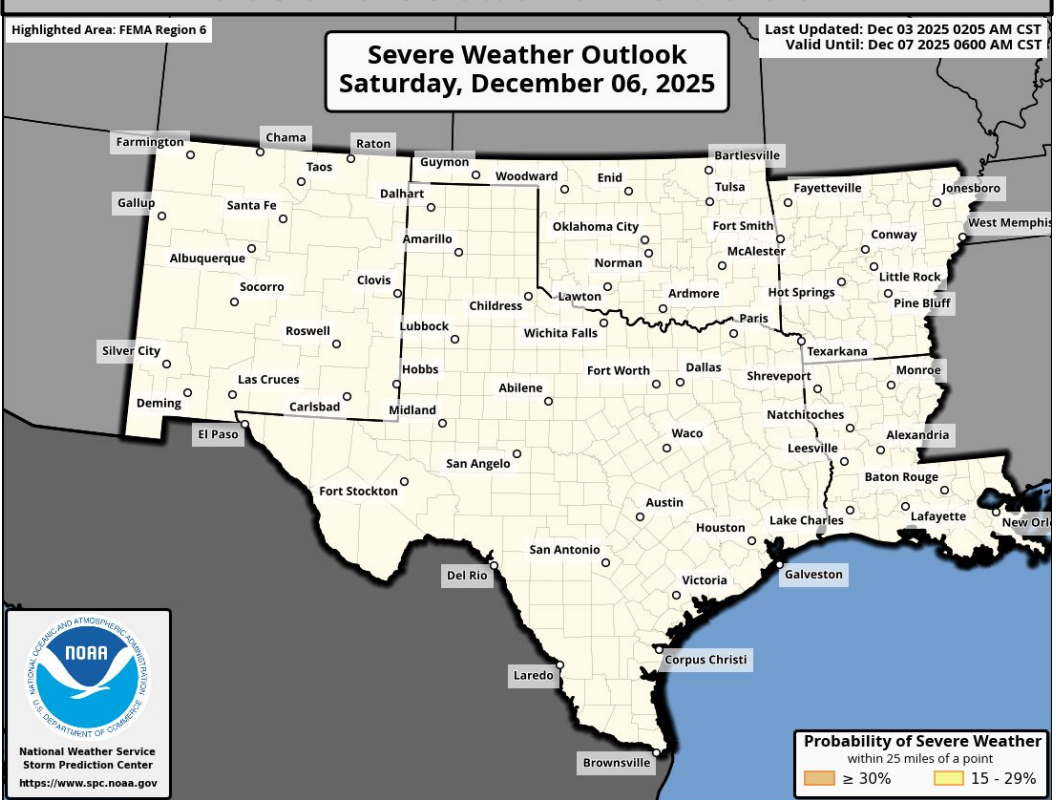 Highlighted Area: FEMA Region 6
Last Updated: Dec 03 2025 0205 AM CST
Valid Until: Dec 07 2025 0600 AM CST
Severe Weather Outlook
Saturday, December 06, 2025
Farmington
Chama
Raton
Taos
Guymon
Woodward
Enid
Bartlesville
Tulsa
Fayetteville
Jonesboro
Gallup
Santa Fe
Dalhart
Oklahoma City
Fort Smith
West Memphis
Albuquerque
Amarillo
Norman
McAlester
Conway
Little Rock
Socorro
Clovis
Childress
Lawton
Ardmore
Hot Springs
Pine Bluff
Roswell
Lubbock
Wichita Falls
Paris
Texarkana
Silver City
Las Cruces
Hobbs
Abilene
Fort Worth
Dallas
Shreveport
Monroe
Deming
Carlsbad
Midland
Natchitoches
El Paso
San Angelo
Waco
Leesville
Alexandria
Fort Stockton
Austin
Baton Rouge
Houston
Lake Charles
Lafayette
New Orl
San Antonio
Del Rio
Victoria
Galveston
Laredo
Corpus Christi
Brownsville
NATIONAL OCEANIC AND ATMOSPHERIC ADMINISTRATION
NOAA
U.S. DEPARTMENT OF COMMERCE
National Weather Service
Storm Prediction Center
https://www.spc.noaa.gov
Probability of Severe Weather
within 25 miles of a point
≥ 30%
15 - 29%